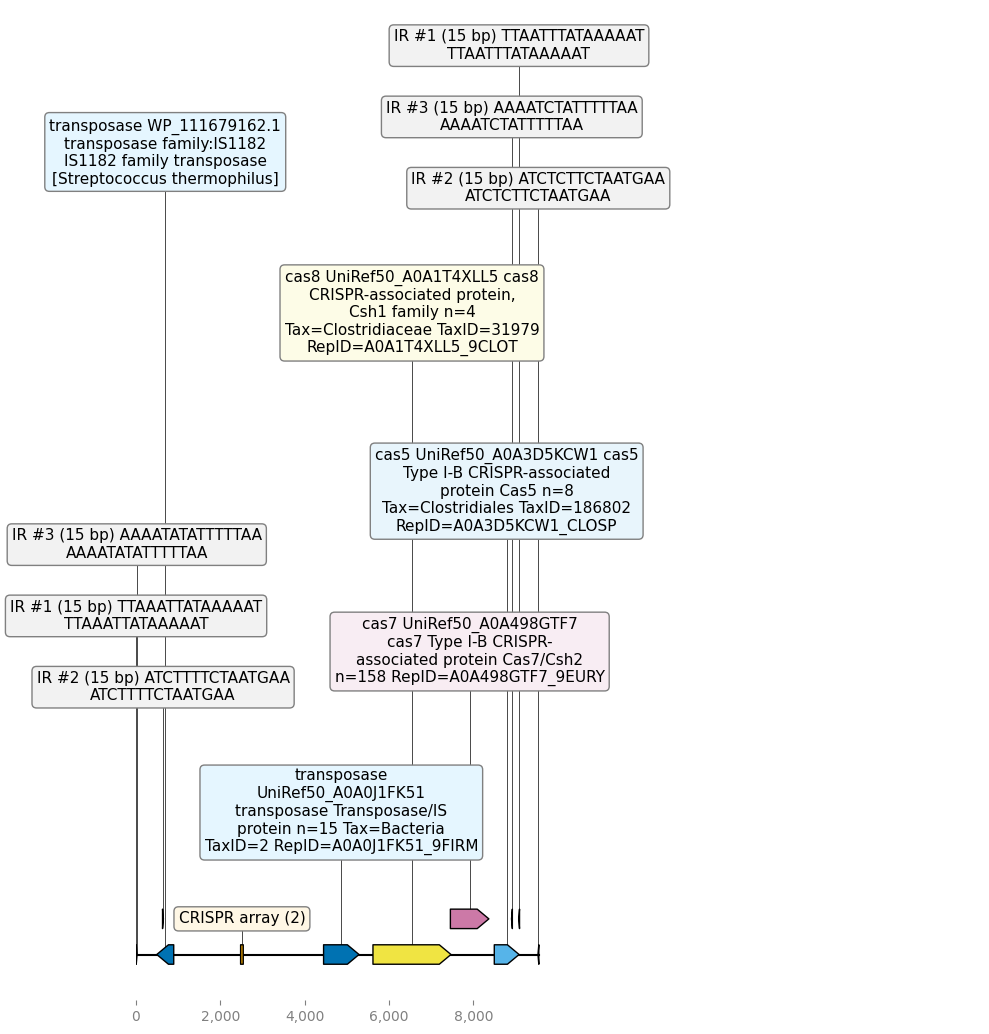 IR #1 (15 bp) TTAATTTATAAAAAT
TTAATTTATAAAAAT
IR #3 (15 bp) AAAATCTATTTTTAA
AAAATCTATTTTTAA
transposase WP_111679162.1
transposase family:IS1182
IS1182 family transposase
[Streptococcus thermophilus]
IR #2 (15 bp) ATCTCTTCTAATGAA
ATCTCTTCTAATGAA
cas8 UniRef50_A0A1T4XLL5 cas8
CRISPR-associated protein,
Csh1 family n=4
Tax=Clostridiaceae TaxID=31979
RepID=A0A1T4XLL5_9CLOT
cas5 UniRef50_A0A3D5KCW1 cas5
Type I-B CRISPR-associated
protein Cas5 n=8
Tax=Clostridiales TaxID=186802
RepID=A0A3D5KCW1_CLOSP
IR #3 (15 bp) AAAATATATTTTTAA
AAAATATATTTTTAA
IR #1 (15 bp) TTAAATTATAAAAAT
TTAAATTATAAAAAT
cas7 UniRef50_A0A498GTF7
cas7 Type I-B CRISPR-
associated protein Cas7/Csh2
n=158 RepID=A0A498GTF7_9EURY
IR #2 (15 bp) ATCTTTTCTAATGAA
ATCTTTTCTAATGAA
transposase
UniRef50_A0A0J1FK51
transposase Transposase/IS
protein n=15 Tax=Bacteria
TaxID=2 RepID=A0A0J1FK51_9FIRM
CRISPR array (2)
0 2,000 4,000 6,000 8,000